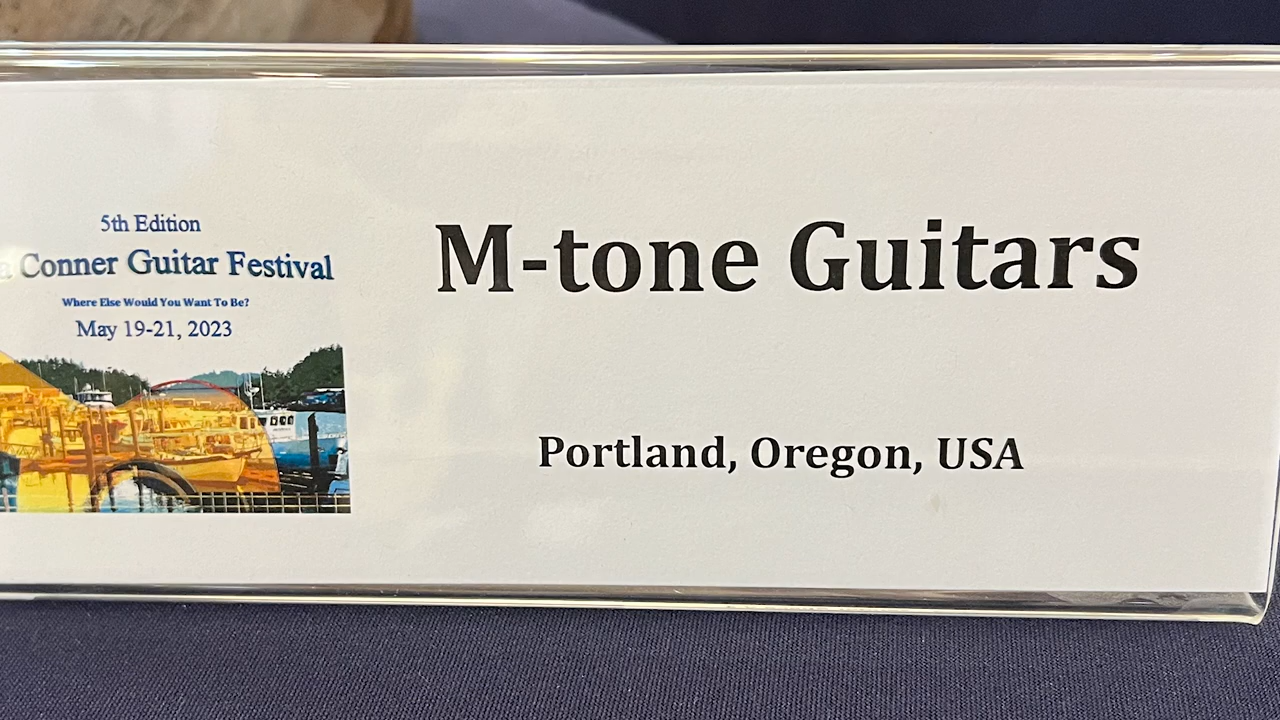 5th Edition
a Conner Guitar Festival
Where Else Would You Want To Be?
May 19-21, 2023
M-tone Guitars
Portland, Oregon, USA